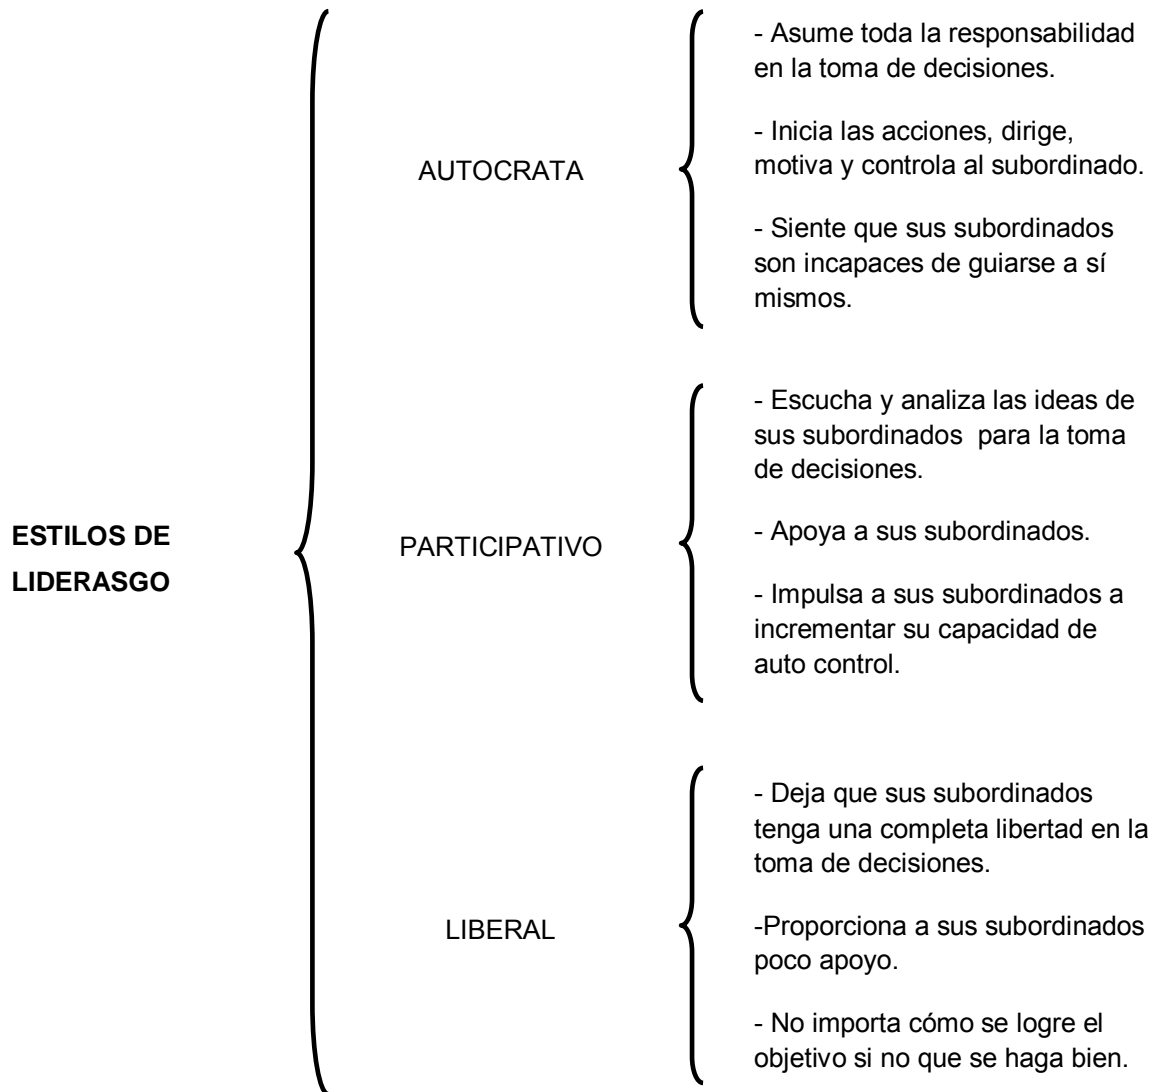 ESTILOS DE
LIDERASGO
AUTOCRATA
- Asume toda la responsabilidad
en la toma de decisiones.
- Inicia las acciones, dirige,
motiva y controla al subordinado.
- Siente que sus subordinados
son incapaces de guiarse a sí
mismos.
PARTICIPATIVO
- Escucha y analiza las ideas de
sus subordinados  para la toma
de decisiones.
- Apoya a sus subordinados.
- Impulsa a sus subordinados a
incrementar su capacidad de
auto control.
LIBERAL
- Deja que sus subordinados
tenga una completa libertad en la
toma de decisiones.
-Proporciona a sus subordinados
poco apoyo.
- No importa cómo se logre el
objetivo si no que se haga bien.